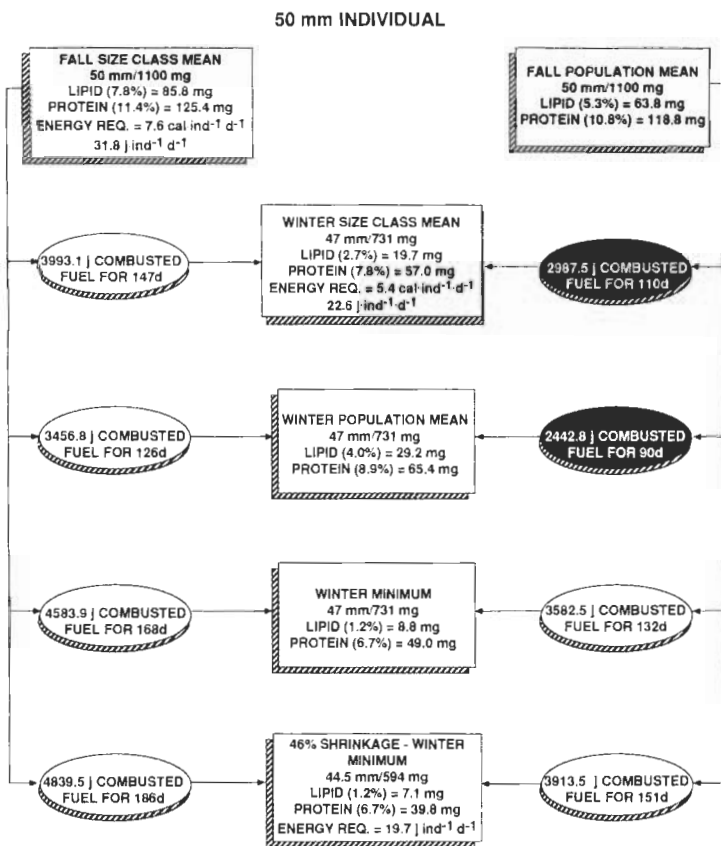 50 mm INDIVIDUAL
FALL SIZE CLASS MEAN
50 mm/1100 mg
LIPID (7.8%) = 85.8 mg
PROTEIN (11.4%) = 125.4 mg
ENERGY REQ. = 7.6 cal ind⁻¹ d⁻¹
31.8 j ind⁻¹ d⁻¹
FALL POPULATION MEAN
50 mm/1100 mg
LIPID (5.3%) = 63.8 mg
PROTEIN (10.8%) = 118.8 mg
3993.1 j COMBUSTED
FUEL FOR 147d
WINTER SIZE CLASS MEAN
47 mm/731 mg
LIPID (2.7%) = 19.7 mg
PROTEIN (7.8%) = 57.0 mg
ENERGY REQ. = 5.4 cal·ind⁻¹·d⁻¹
22.6 j·ind⁻¹·d⁻¹
2987.5 j COMBUSTED
FUEL FOR 110d
3456.8 j COMBUSTED
FUEL FOR 126d
WINTER POPULATION MEAN
47 mm/731 mg
LIPID (4.0%) = 29.2 mg
PROTEIN (8.9%) = 65.4 mg
2442.8 j COMBUSTED
FUEL FOR 90d
4583.9 j COMBUSTED
FUEL FOR 168d
WINTER MINIMUM
47 mm/731 mg
LIPID (1.2%) = 8.8 mg
PROTEIN (6.7%) = 49.0 mg
3582.5 j COMBUSTED
FUEL FOR 132d
4839.5 j COMBUSTED
FUEL FOR 186d
46% SHRINKAGE - WINTER
MINIMUM
44.5 mm/594 mg
LIPID (1.2%) = 7.1 mg
PROTEIN (6.7%) = 39.8 mg
ENERGY REQ. = 19.7 j ind⁻¹ d⁻¹
3913.5 j COMBUSTED
FUEL FOR 151d